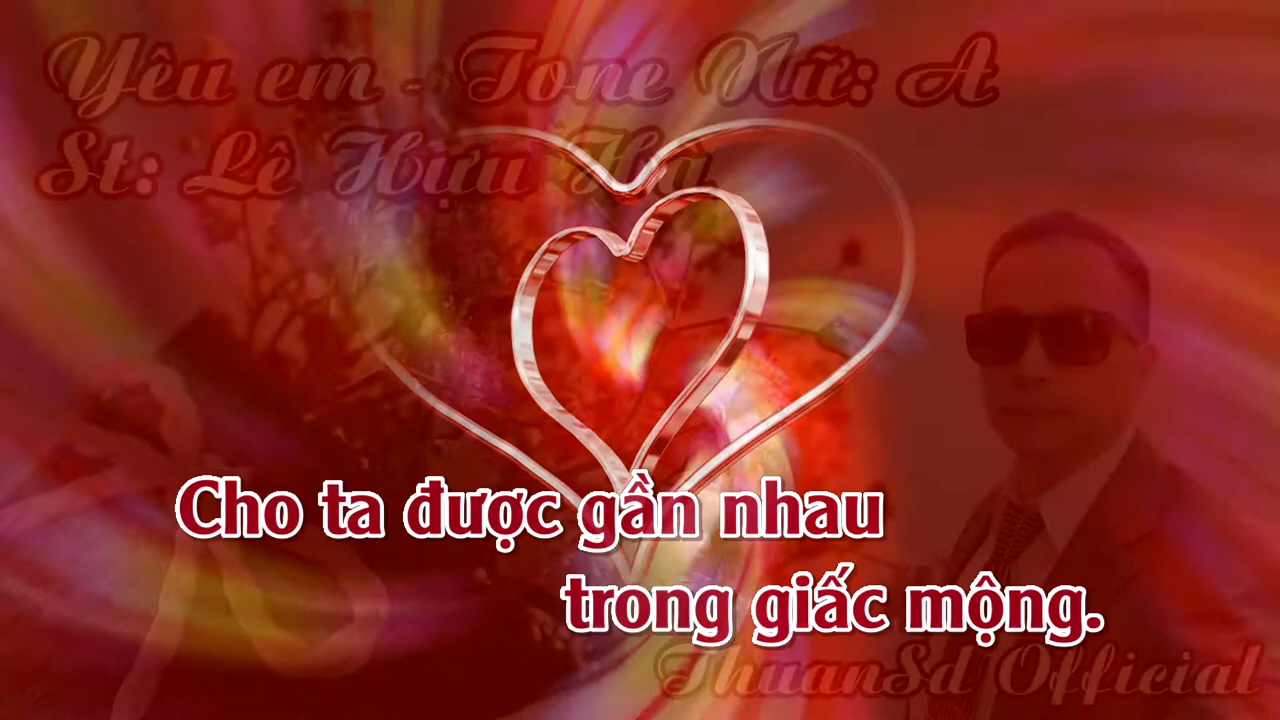 Yêu em - Tone Nữ: A
St: Lê Hựu Hà
Cho ta được gần nhau
trong giấc mộng.
ThuanSd Official